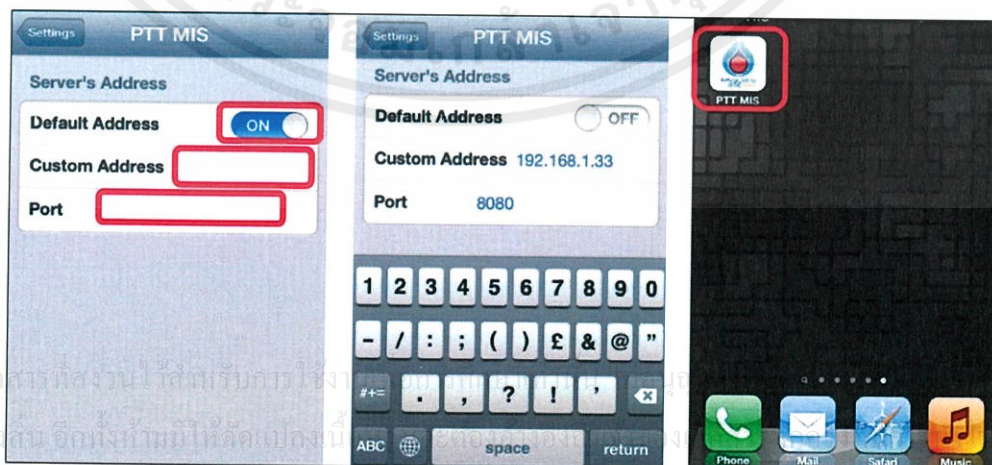 Settings PTT MIS
Server's Address
Default Address ON
Custom Address
Port
Settings PTT MIS
Server's Address
Default Address OFF
Custom Address 192.168.1.33
Port 8080
1 2 3 4 5 6 7 8 9 0
- / : ; ( ) £ & @ "
#+= . , ? ! '
ABC space return
PTT MIS
Phone Mail Safari Music